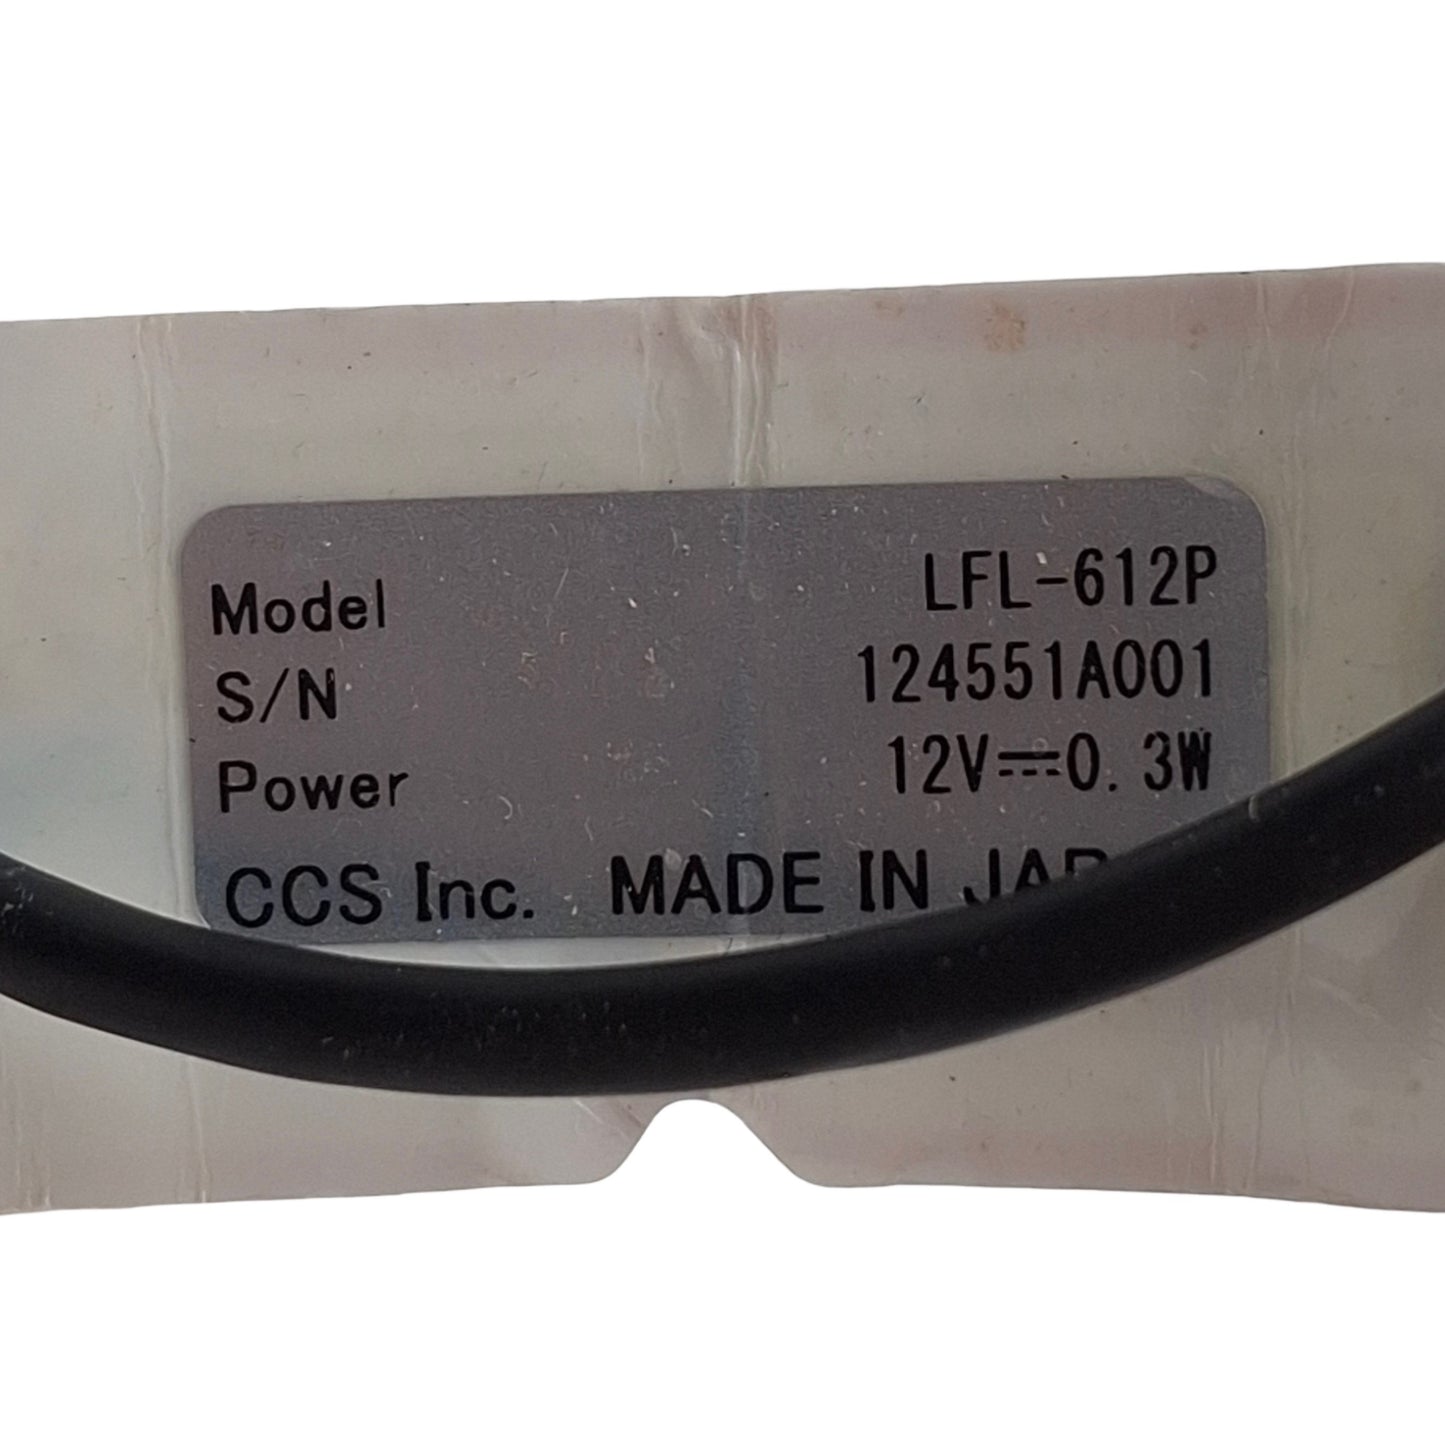 Model LFL-612P
S/N 124551A001
Power 12V⎓0.3W
CCS Inc. MADE IN